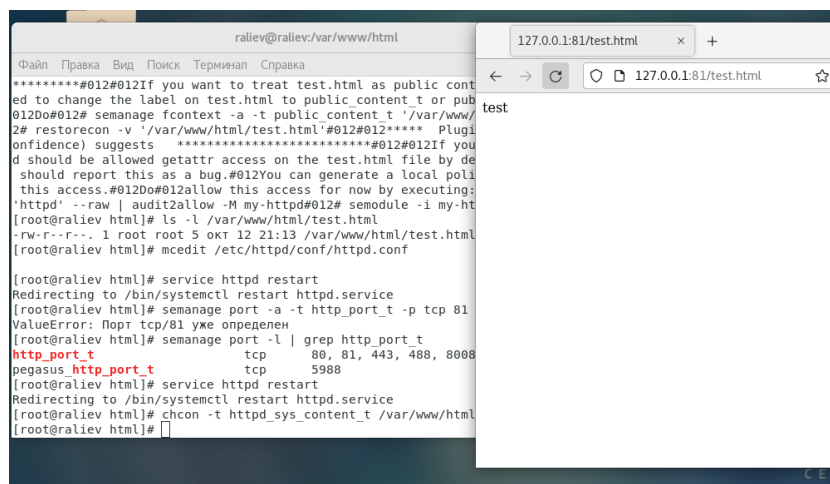 raliev@raliev:/var/www/html
Файл Правка Вид Поиск Терминал Справка
*********#012#012If you want to treat test.html as public cont
ed to change the label on test.html to public_content_t or pub
012Do#012# semanage fcontext -a -t public_content_t '/var/www/
2# restorecon -v '/var/www/html/test.html'#012#012***** Plugi
onfidence) suggests **************************#012#012If you
d should be allowed getattr access on the test.html file by de
should report this as a bug.#012You can generate a local poli
this access.#012Do#012allow this access for now by executing:
'httpd' --raw | audit2allow -M my-httpd#012# semodule -i my-ht
[root@raliev html]# ls -l /var/www/html/test.html
-rw-r--r--. 1 root root 5 окт 12 21:13 /var/www/html/test.html
[root@raliev html]# mcedit /etc/httpd/conf/httpd.conf
[root@raliev html]# service httpd restart
Redirecting to /bin/systemctl restart httpd.service
[root@raliev html]# semanage port -a -t http_port_t -p tcp 81
ValueError: Порт tcp/81 уже определен
[root@raliev html]# semanage port -l | grep http_port_t
http_port_t tcp 80, 81, 443, 488, 8008
pegasus_http_port_t tcp 5988
[root@raliev html]# service httpd restart
Redirecting to /bin/systemctl restart httpd.service
[root@raliev html]# chcon -t httpd_sys_content_t /var/www/html
[root@raliev html]#
127.0.0.1:81/test.html
127.0.0.1:81/test.html
test
C E